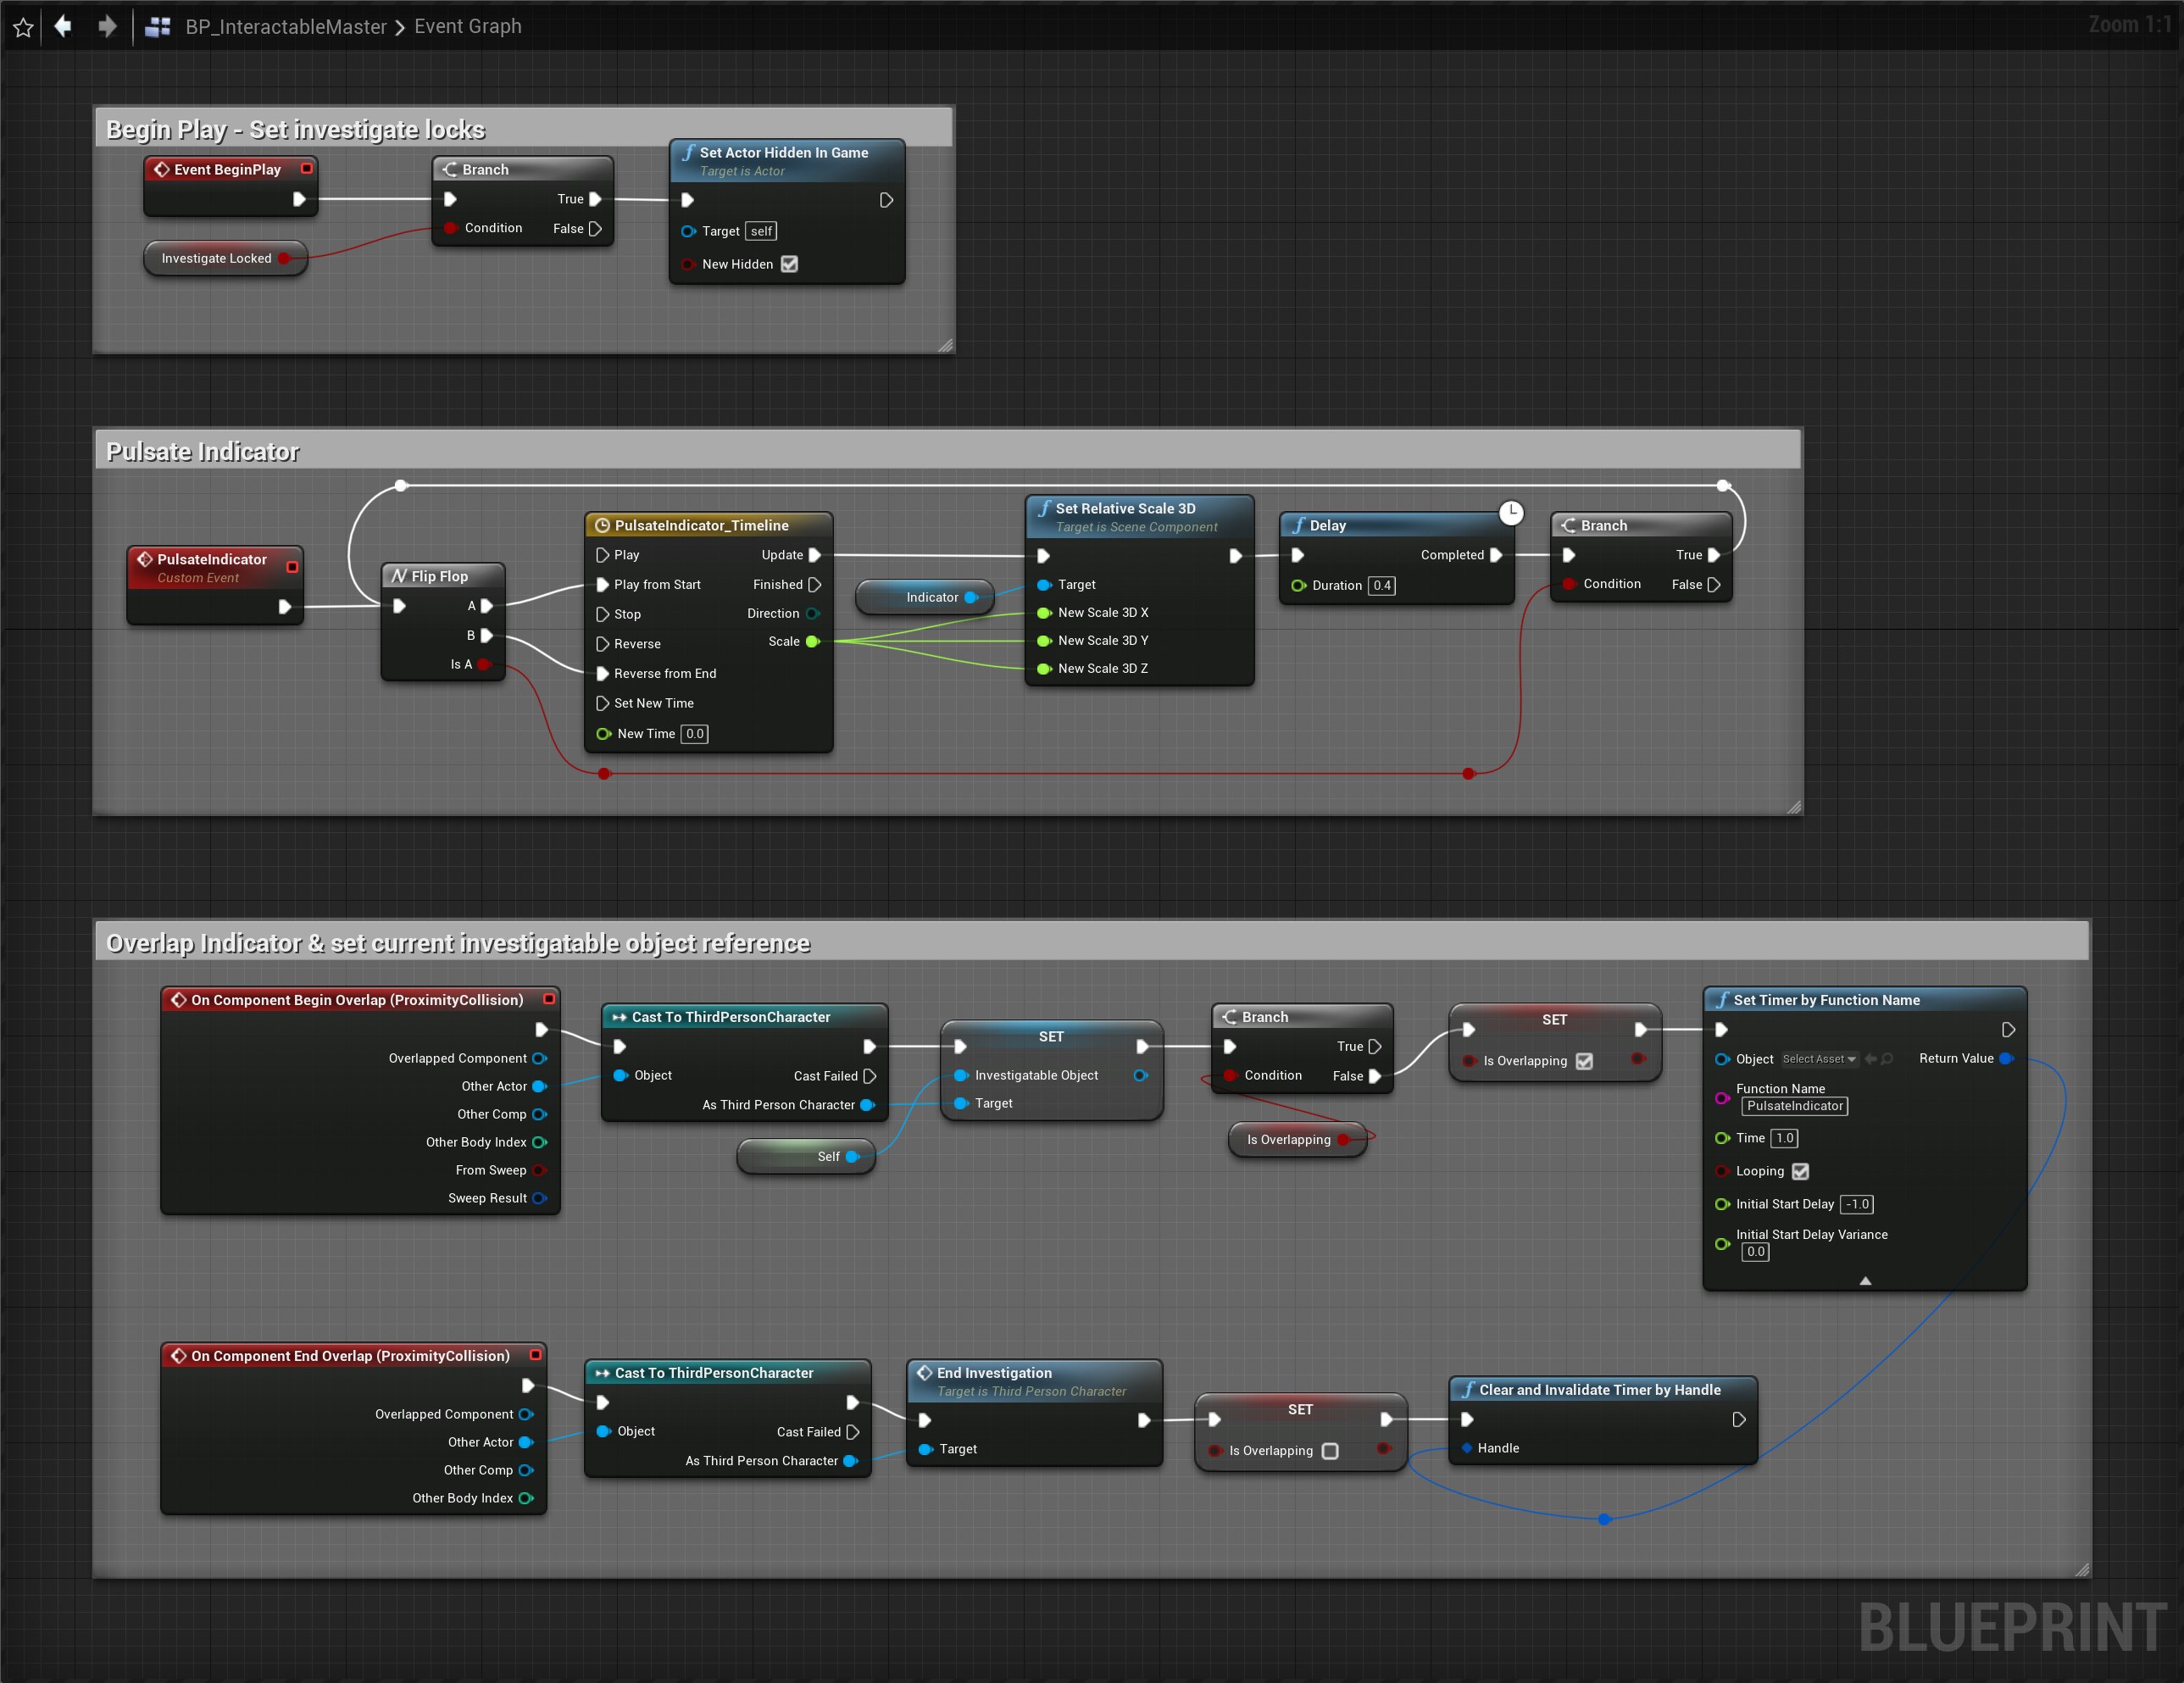 BP_InteractableMaster > Event Graph
Zoom 1:1
Begin Play - Set investigate locks
Event BeginPlay
Investigate Locked
Branch
True
Condition
False
Set Actor Hidden In Game
Target is Actor
Target self
New Hidden
Pulsate Indicator
PulsateIndicator
Custom Event
Flip Flop
A
B
Is A
PulsateIndicator_Timeline
Play Update
Play from Start Finished
Stop Direction
Reverse Scale
Reverse from End
Set New Time
New Time 0.0
Indicator
Set Relative Scale 3D
Target is Scene Component
Target
New Scale 3D X
New Scale 3D Y
New Scale 3D Z
Delay
Completed
Duration 0.4
Branch
True
Condition False
Overlap Indicator & set current investigatable object reference
On Component Begin Overlap (ProximityCollision)
Overlapped Component
Other Actor
Other Comp
Other Body Index
From Sweep
Sweep Result
Cast To ThirdPersonCharacter
Object Cast Failed
As Third Person Character
Self
SET
Investigatable Object
Target
Branch
True
Condition False
Is Overlapping
SET
Is Overlapping
Set Timer by Function Name
Object Select Asset Return Value
Function Name
PulsateIndicator
Time 1.0
Looping
Initial Start Delay -1.0
Initial Start Delay Variance
0.0
On Component End Overlap (ProximityCollision)
Overlapped Component
Other Actor
Other Comp
Other Body Index
Cast To ThirdPersonCharacter
Object Cast Failed
As Third Person Character
End Investigation
Target is Third Person Character
Target
SET
Is Overlapping
Clear and Invalidate Timer by Handle
Handle
BLUEPRINT